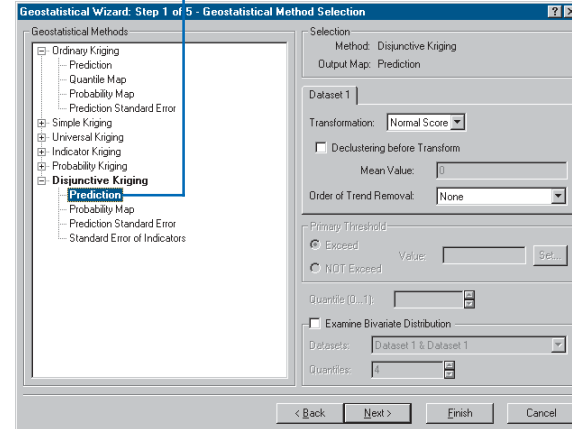 Geostatistical Wizard: Step 1 of 5 - Geostatistical Method Selection
Geostatistical Methods
Ordinary Kriging
Prediction
Quantile Map
Probability Map
Prediction Standard Error
Simple Kriging
Universal Kriging
Indicator Kriging
Probability Kriging
Disjunctive Kriging
Prediction
Probability Map
Prediction Standard Error
Standard Error of Indicators
Selection
Method: Disjunctive Kriging
Output Map: Prediction
Dataset 1
Transformation: Normal Score
Declustering before Transform
Mean Value: 0
Order of Trend Removal: None
Primary Threshold
Exceed
Value:
Set...
NOT Exceed
Quantile (0...1):
Examine Bivariate Distribution
Datasets: Dataset 1 & Dataset 1
Quantiles: 4
< Back Next > Finish Cancel